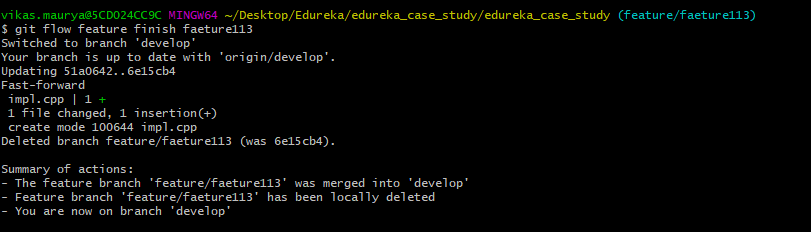 vikas.maurya@5CD024CC9C MINGW64 ~/Desktop/Edureka/edureka_case_study/edureka_case_study (feature/faeture113)
$ git flow feature finish faeture113
Switched to branch 'develop'
Your branch is up to date with 'origin/develop'.
Updating 51a0642..6e15cb4
Fast-forward
 impl.cpp | 1 +
 1 file changed, 1 insertion(+)
 create mode 100644 impl.cpp
Deleted branch feature/faeture113 (was 6e15cb4).

Summary of actions:
- The feature branch 'feature/faeture113' was merged into 'develop'
- Feature branch 'feature/faeture113' has been locally deleted
- You are now on branch 'develop'